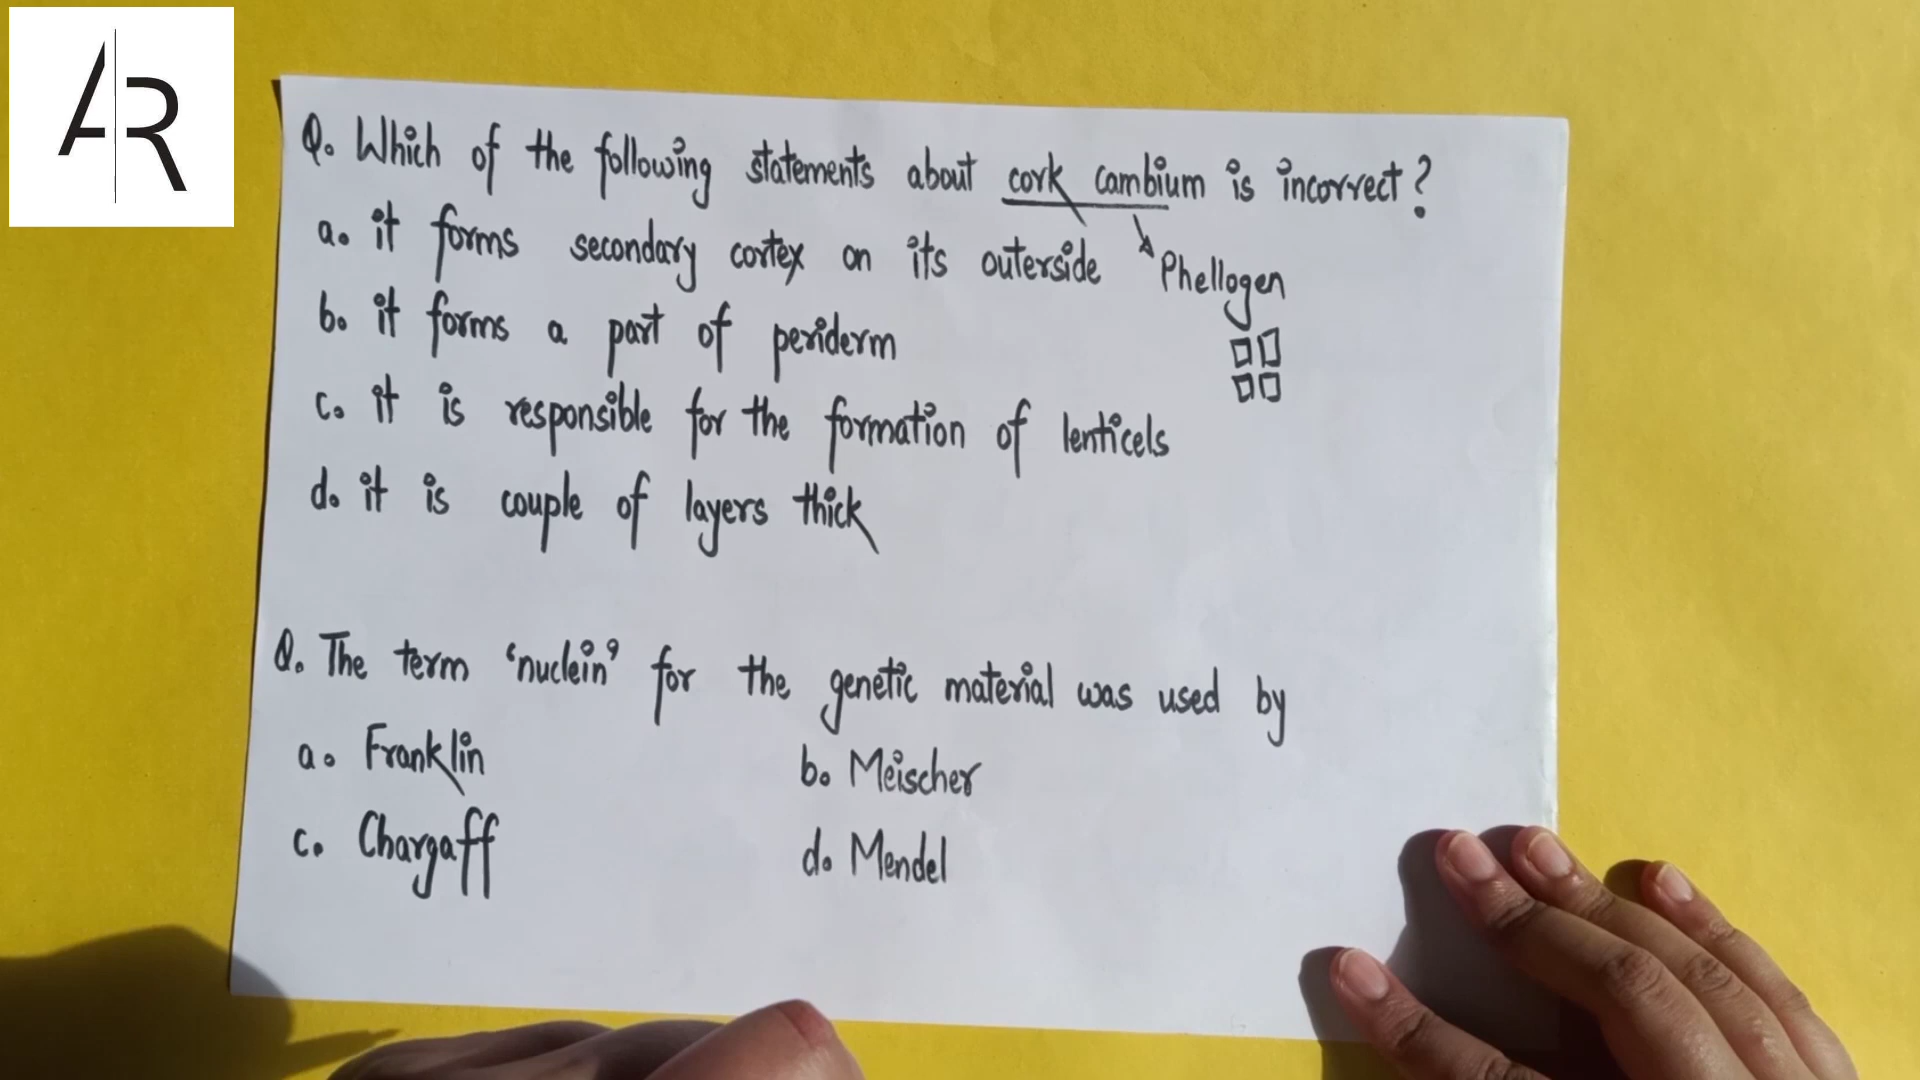 AR
Q. Which of the following statements about cork cambium is incorrect?
a. it forms secondary cortex on its outerside
Phellogen
b. it forms a part of periderm
c. it is responsible for the formation of lenticels
d. it is couple of layers thick
Q. The term 'nuclein' for the genetic material was used by
a. Franklin b. Meischer
c. Chargaff d. Mendel